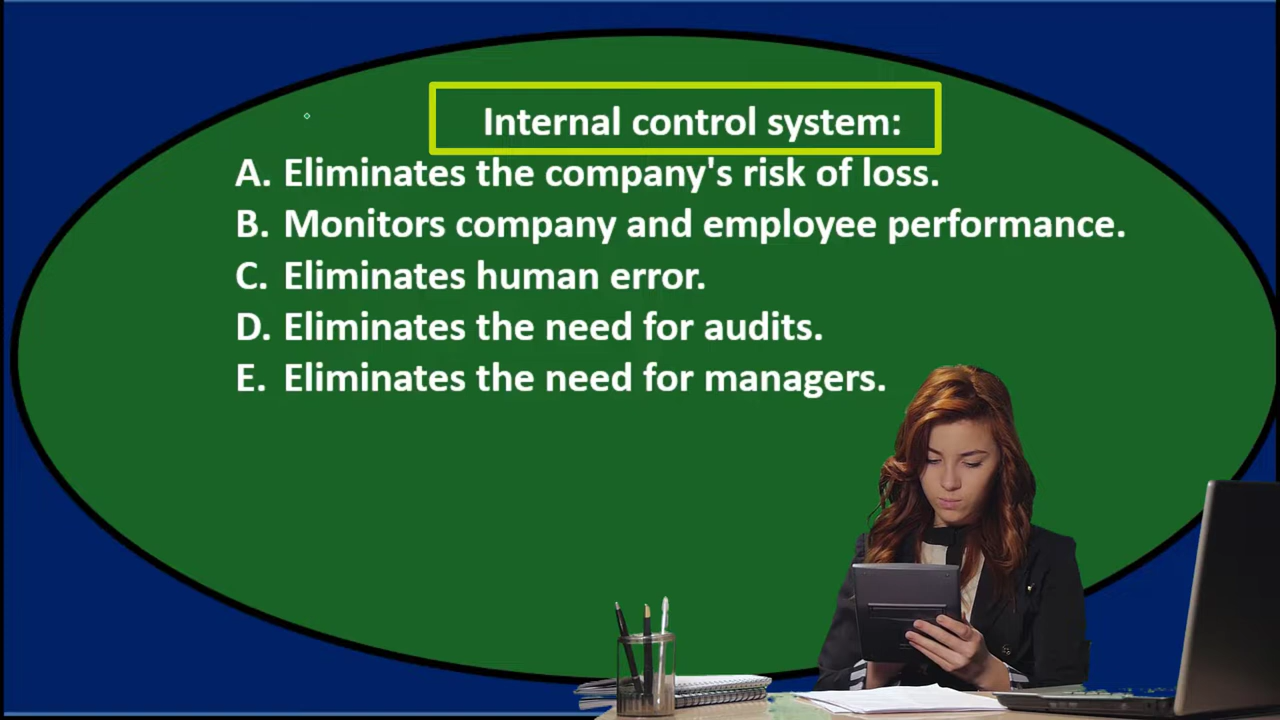 Internal control system:
A. Eliminates the company's risk of loss.
B. Monitors company and employee performance.
C. Eliminates human error.
D. Eliminates the need for audits.
E. Eliminates the need for managers.